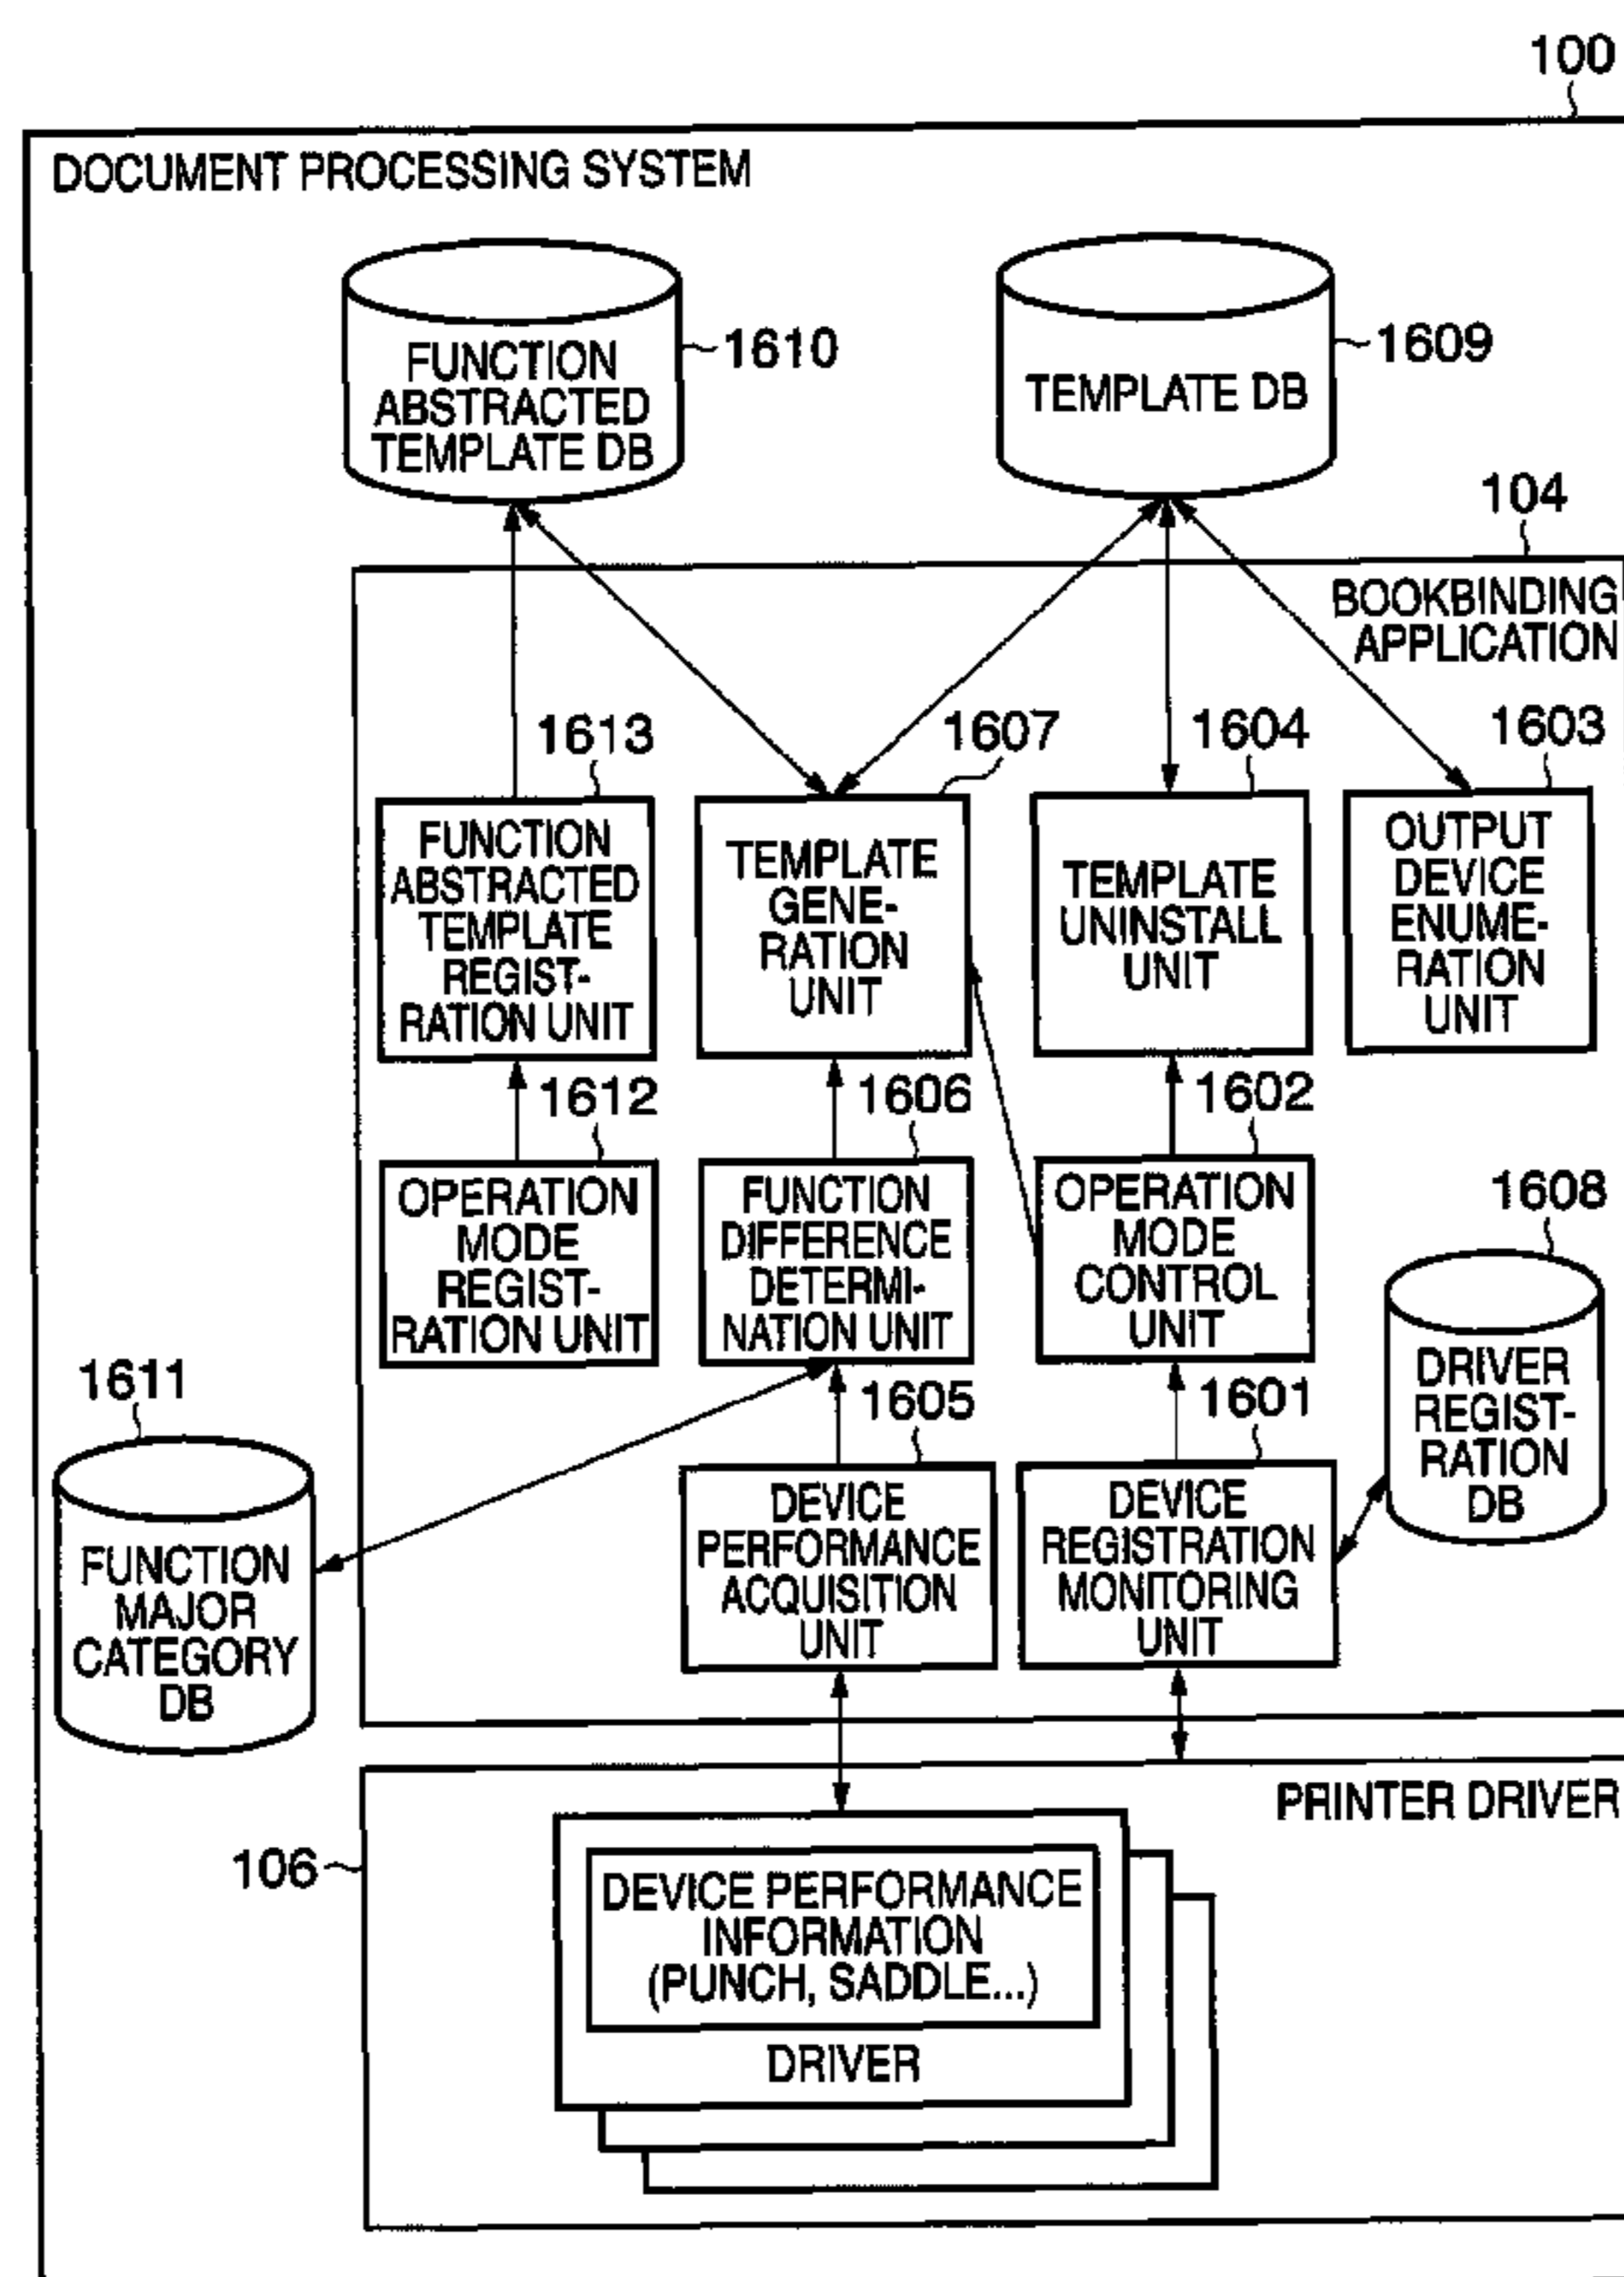 100
DOCUMENT PROCESSING SYSTEM
FUNCTION
ABSTRACTED
TEMPLATE DB
1610
TEMPLATE DB
1609
104
BOOKBINDING
APPLICATION
1613
FUNCTION
ABSTRACTED
TEMPLATE
REGIST-
RATION UNIT
1607
TEMPLATE
GENE-
RATION
UNIT
1604
TEMPLATE
UNINSTALL
UNIT
1603
OUTPUT
DEVICE
ENUME-
RATION
UNIT
1612
OPERATION
MODE
REGIST-
RATION UNIT
1606
FUNCTION
DIFFERENCE
DETERMI-
NATION UNIT
1602
OPERATION
MODE
CONTROL
UNIT
1608
DRIVER
REGIST-
RATION
DB
1611
FUNCTION
MAJOR
CATEGORY
DB
1605
DEVICE
PERFORMANCE
ACQUISITION
UNIT
1601
DEVICE
REGISTRATION
MONITORING
UNIT
PRINTER DRIVER
106
DEVICE PERFORMANCE
INFORMATION
(PUNCH, SADDLE...)
DRIVER